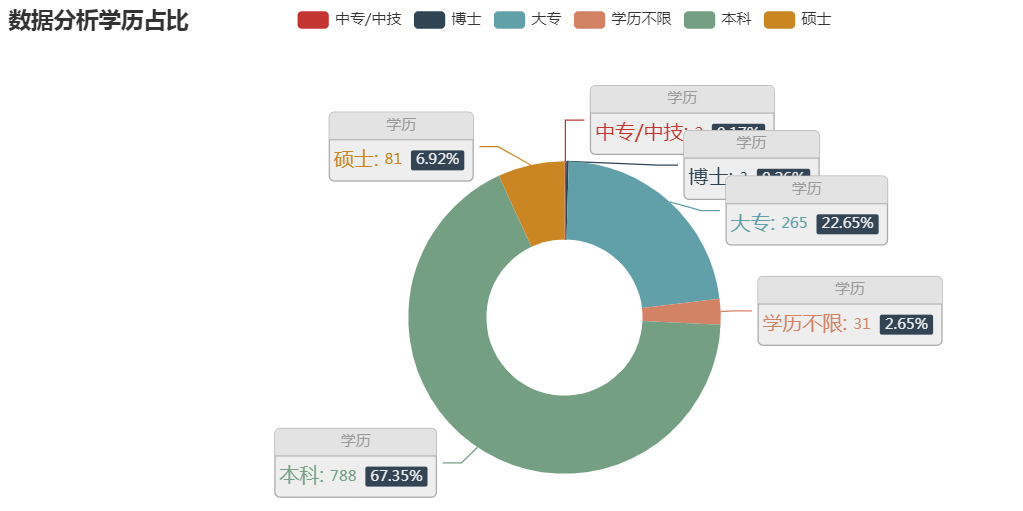 数据分析学历占比
中专/中技 博士 大专 学历不限 本科 硕士
学历
中专/中技:
学历
硕士: 81 6.92%
学历
博士:
学历
大专: 265 22.65%
学历
学历不限: 31 2.65%
学历
本科: 788 67.35%